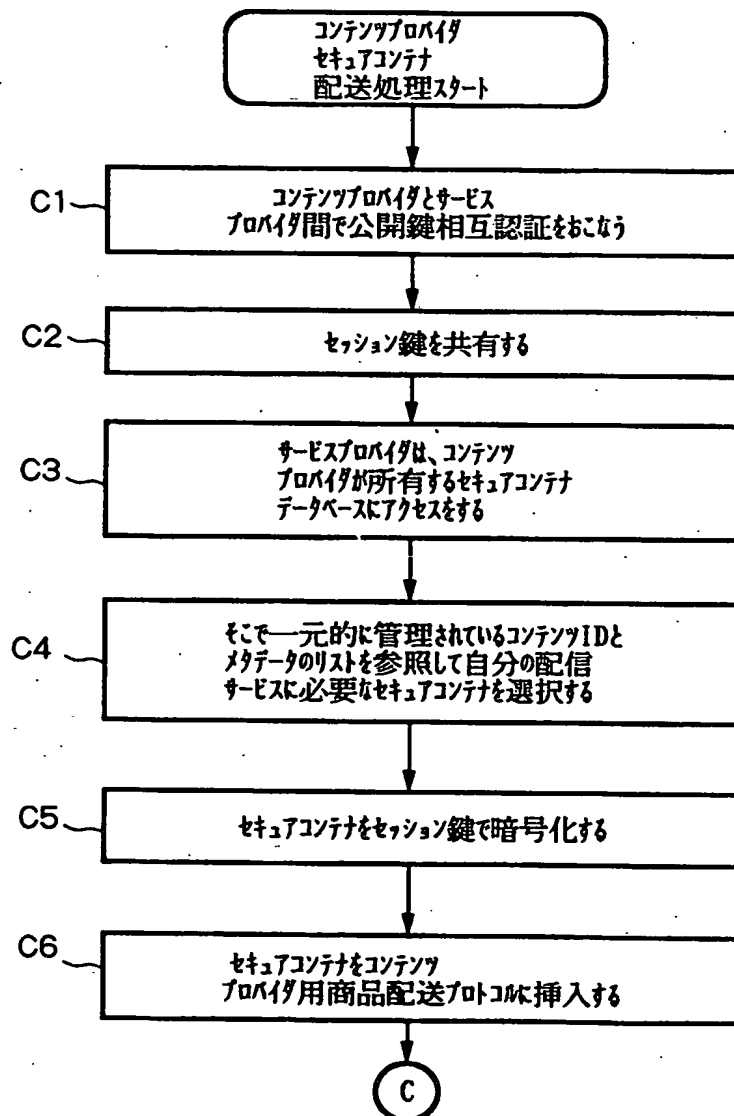 コンテンツプロバイダ
セキュアコンテナ
配送処理スタート
C1
コンテンツプロバイダとサービス
プロバイダ間で公開鍵相互認証をおこなう
C2
セッション鍵を共有する
C3
サービスプロバイダは、コンテンツ
プロバイダが所有するセキュアコンテナ
データベースにアクセスをする
C4
そこで一元的に管理されているコンテンツIDと
メタデータのリストを参照して自分の配信
サービスに必要なセキュアコンテナを選択する
C5
セキュアコンテナをセッション鍵で暗号化する
C6
セキュアコンテナをコンテンツ
プロバイダ用商品配送プロトコルに挿入する
C